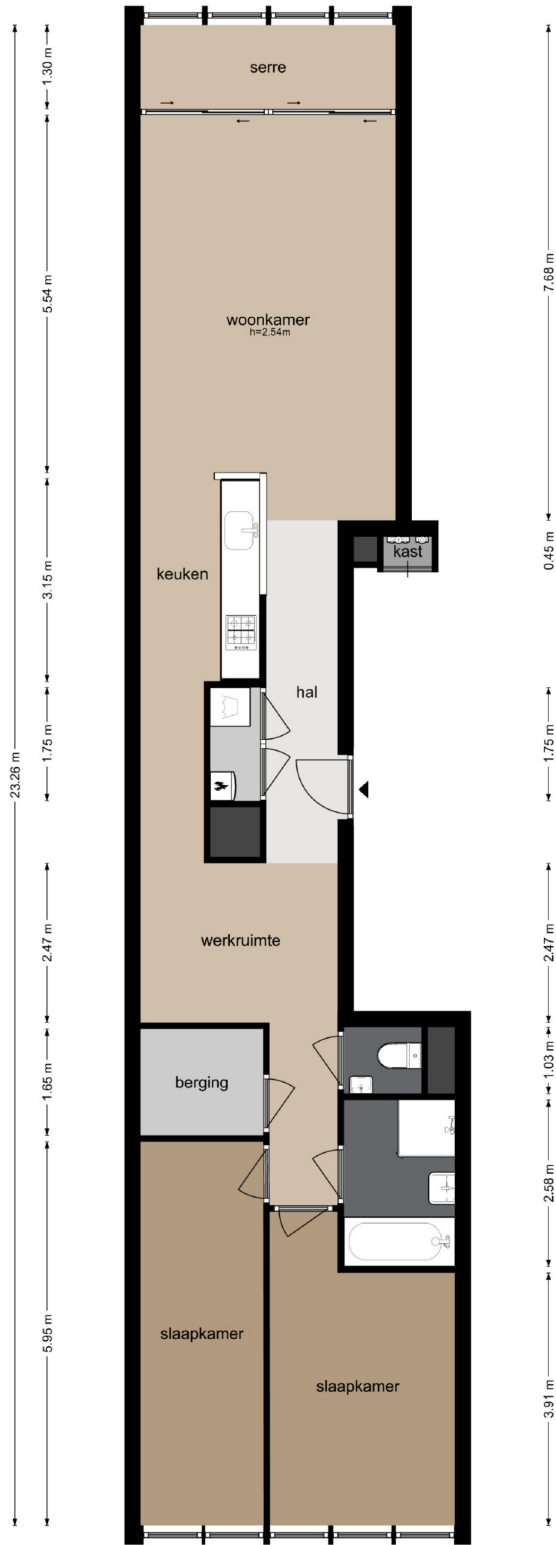 serre
woonkamer
h=2.54m
keuken
kast
hal
werkruimte
berging
slaapkamer
slaapkamer
23.26 m
1.30 m
5.54 m
3.15 m
1.75 m
2.47 m
1.65 m
5.95 m
7.68 m
0.45 m
1.75 m
2.47 m
1.03 m
2.58 m
3.91 m